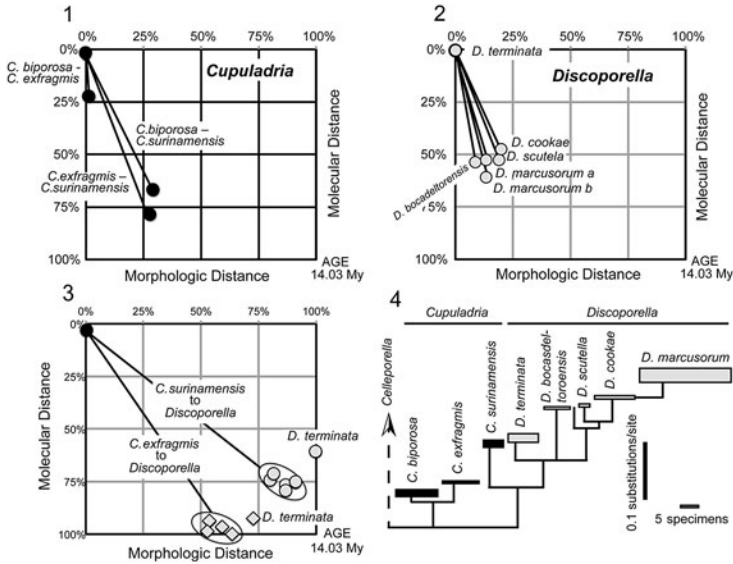 1
0% 25% 50% 75% 100%
0%
25%
50%
75%
100%
Cupuladria
C. biporosa -
C. exfragmis
C.biporosa –
C.surinamensis
C.exfragmis –
C.surinamensis
Molecular Distance
Morphologic Distance
AGE
14.03 My
2
0% 25% 50% 75% 100%
0%
25%
50%
75%
100%
D. terminata
Discoporella
D. cookae
D. scutela
D. marcusorum a
D. marcusorum b
D. bocadeltorensis
Molecular Distance
Morphologic Distance
AGE
14.03 My
3
0% 25% 50% 75% 100%
0%
25%
50%
75%
100%
Molecular Distance
C.surinamensis
to
Discoporella
C.exfragmis
to
Discoporella
D. terminata
D. terminata
Morphologic Distance
AGE
14.03 My
4
Cupuladria
Discoporella
Celleporella
C. biporosa
C. exfragmis
C. surinamensis
D. terminata
D. bocasdel-
toroensis
D. scutella
D. cookae
D. marcusorum
0.1 substitutions/site
5 specimens